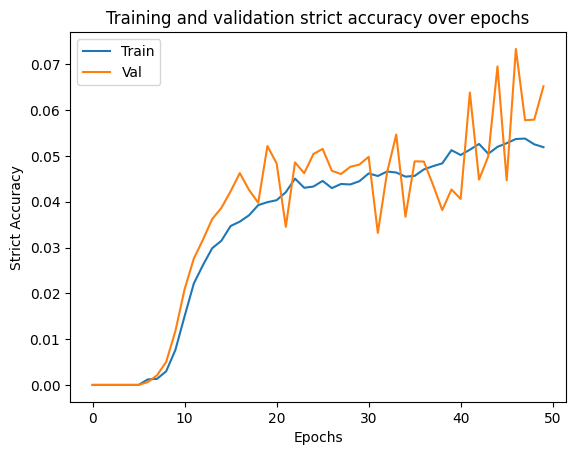 Training and validation strict accuracy over epochs
Train
Val
0.07
0.06
0.05
0.04
0.03
0.02
0.01
0.00
Strict Accuracy
0 10 20 30 40 50
Epochs